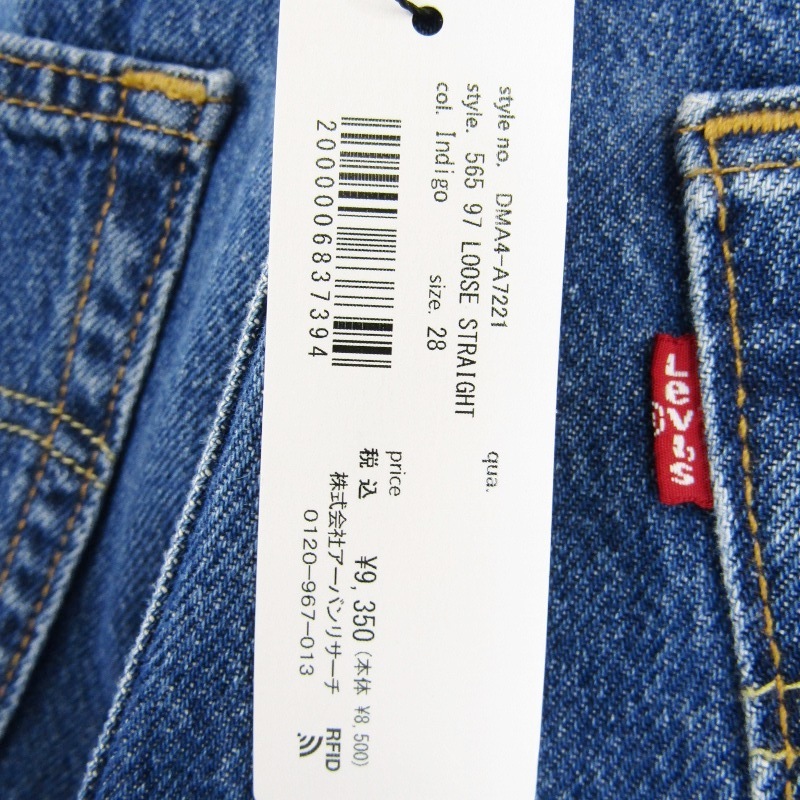 style no. DMA4-A7221
style. 565 97 LOOSE STRAIGHT
col. Indigo
size. 28
2000006837394
qua.
price
税込 ¥9,350 (本体 ¥8,500)
株式会社アーバンリサーチ
0120-967-013
RFID
Levi's
®